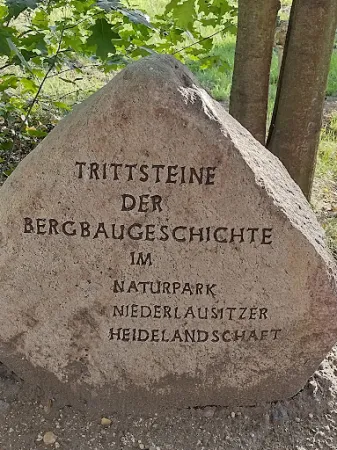 TRITTSTEINE
DER
BERGBAUGESCHICHTE
IM
NATURPARK
NIEDERLAUSITZER
HEIDELANDSCHAFT